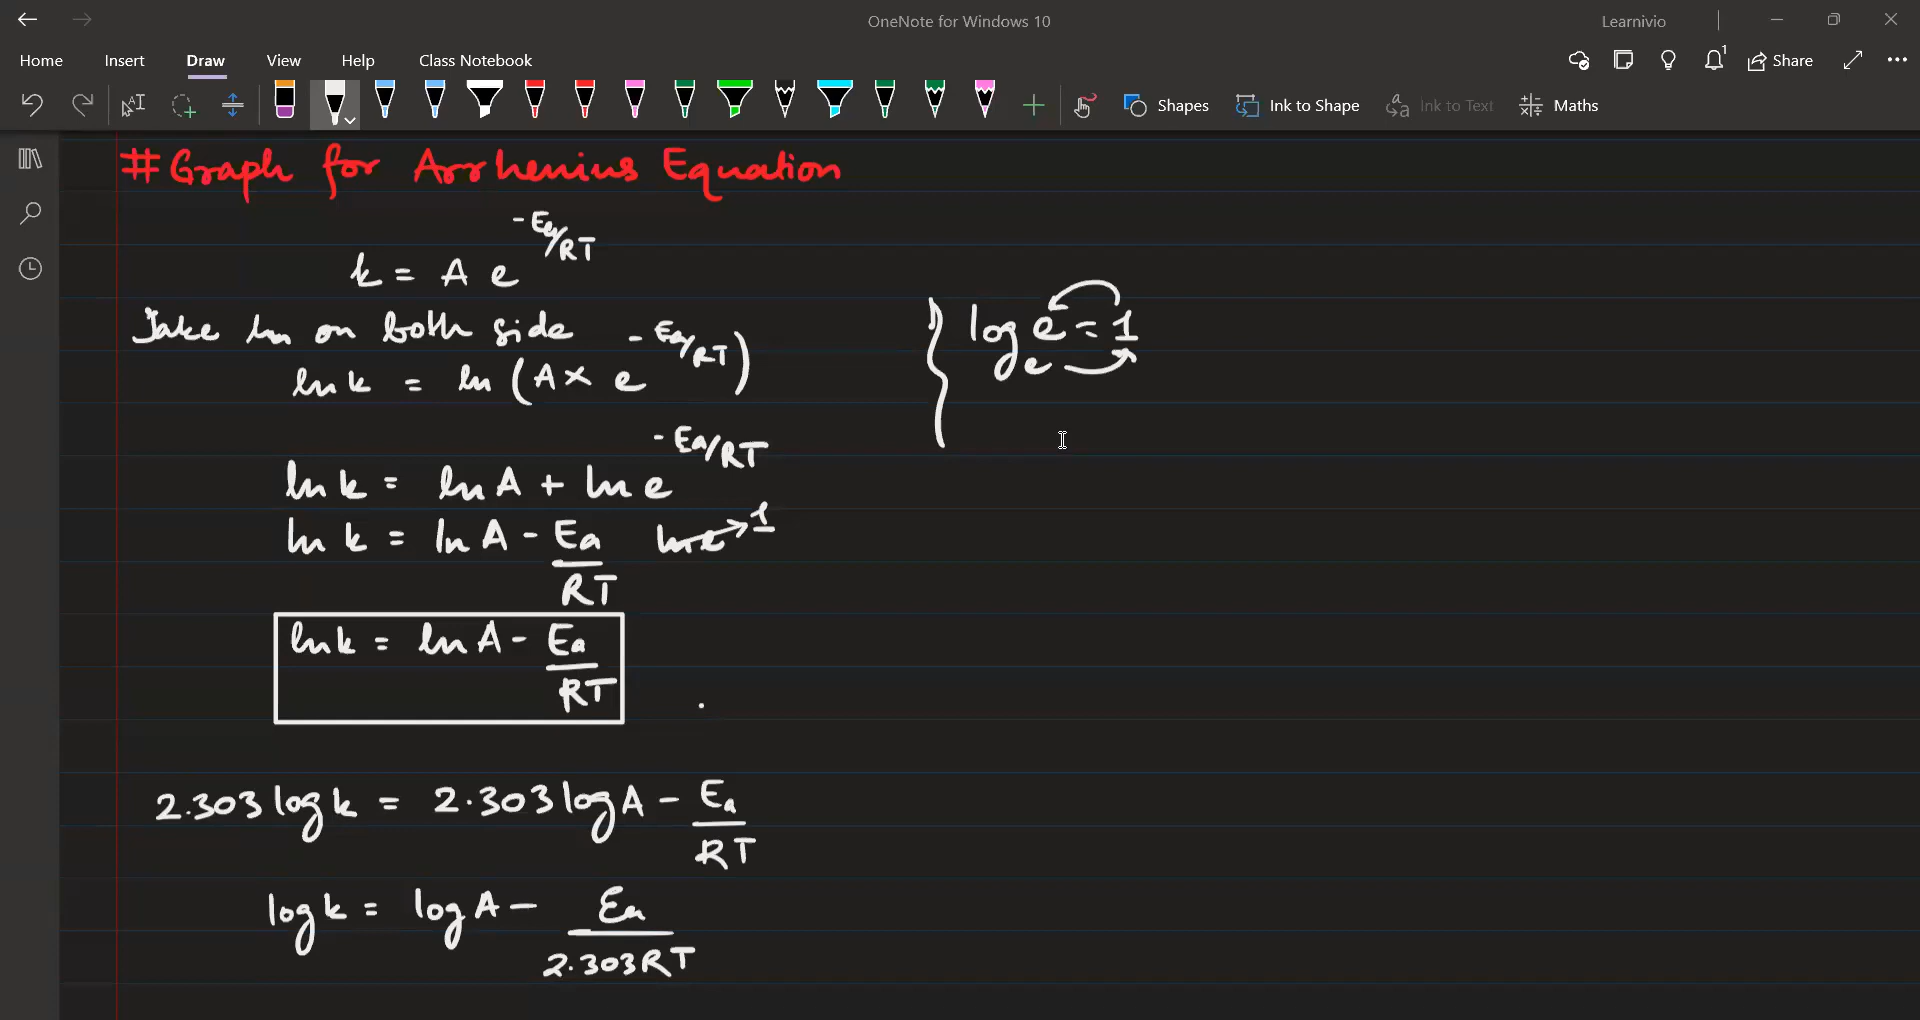 OneNote for Windows 10
Learnivio
Home Insert Draw View Help Class Notebook
1
Share
Shapes Ink to Shape Ink to Text Maths
#Graph for Arrhenius Equation
k = A e^-Ea/RT
Take ln on both side
ln k = ln (A× e^-Ea/RT)
ln k = ln A + ln e^-Ea/RT
ln k = ln A - Ea/RT ln e → 1
ln k = ln A - Ea/RT
2.303 log k = 2.303 log A - Ea/RT
log k = log A - Ea/2.303RT
{ log_e e = 1